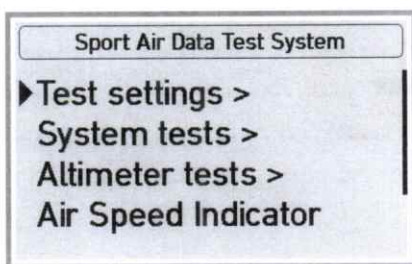 Sport Air Data Test System
Test settings >
System tests >
Altimeter tests >
Air Speed Indicator